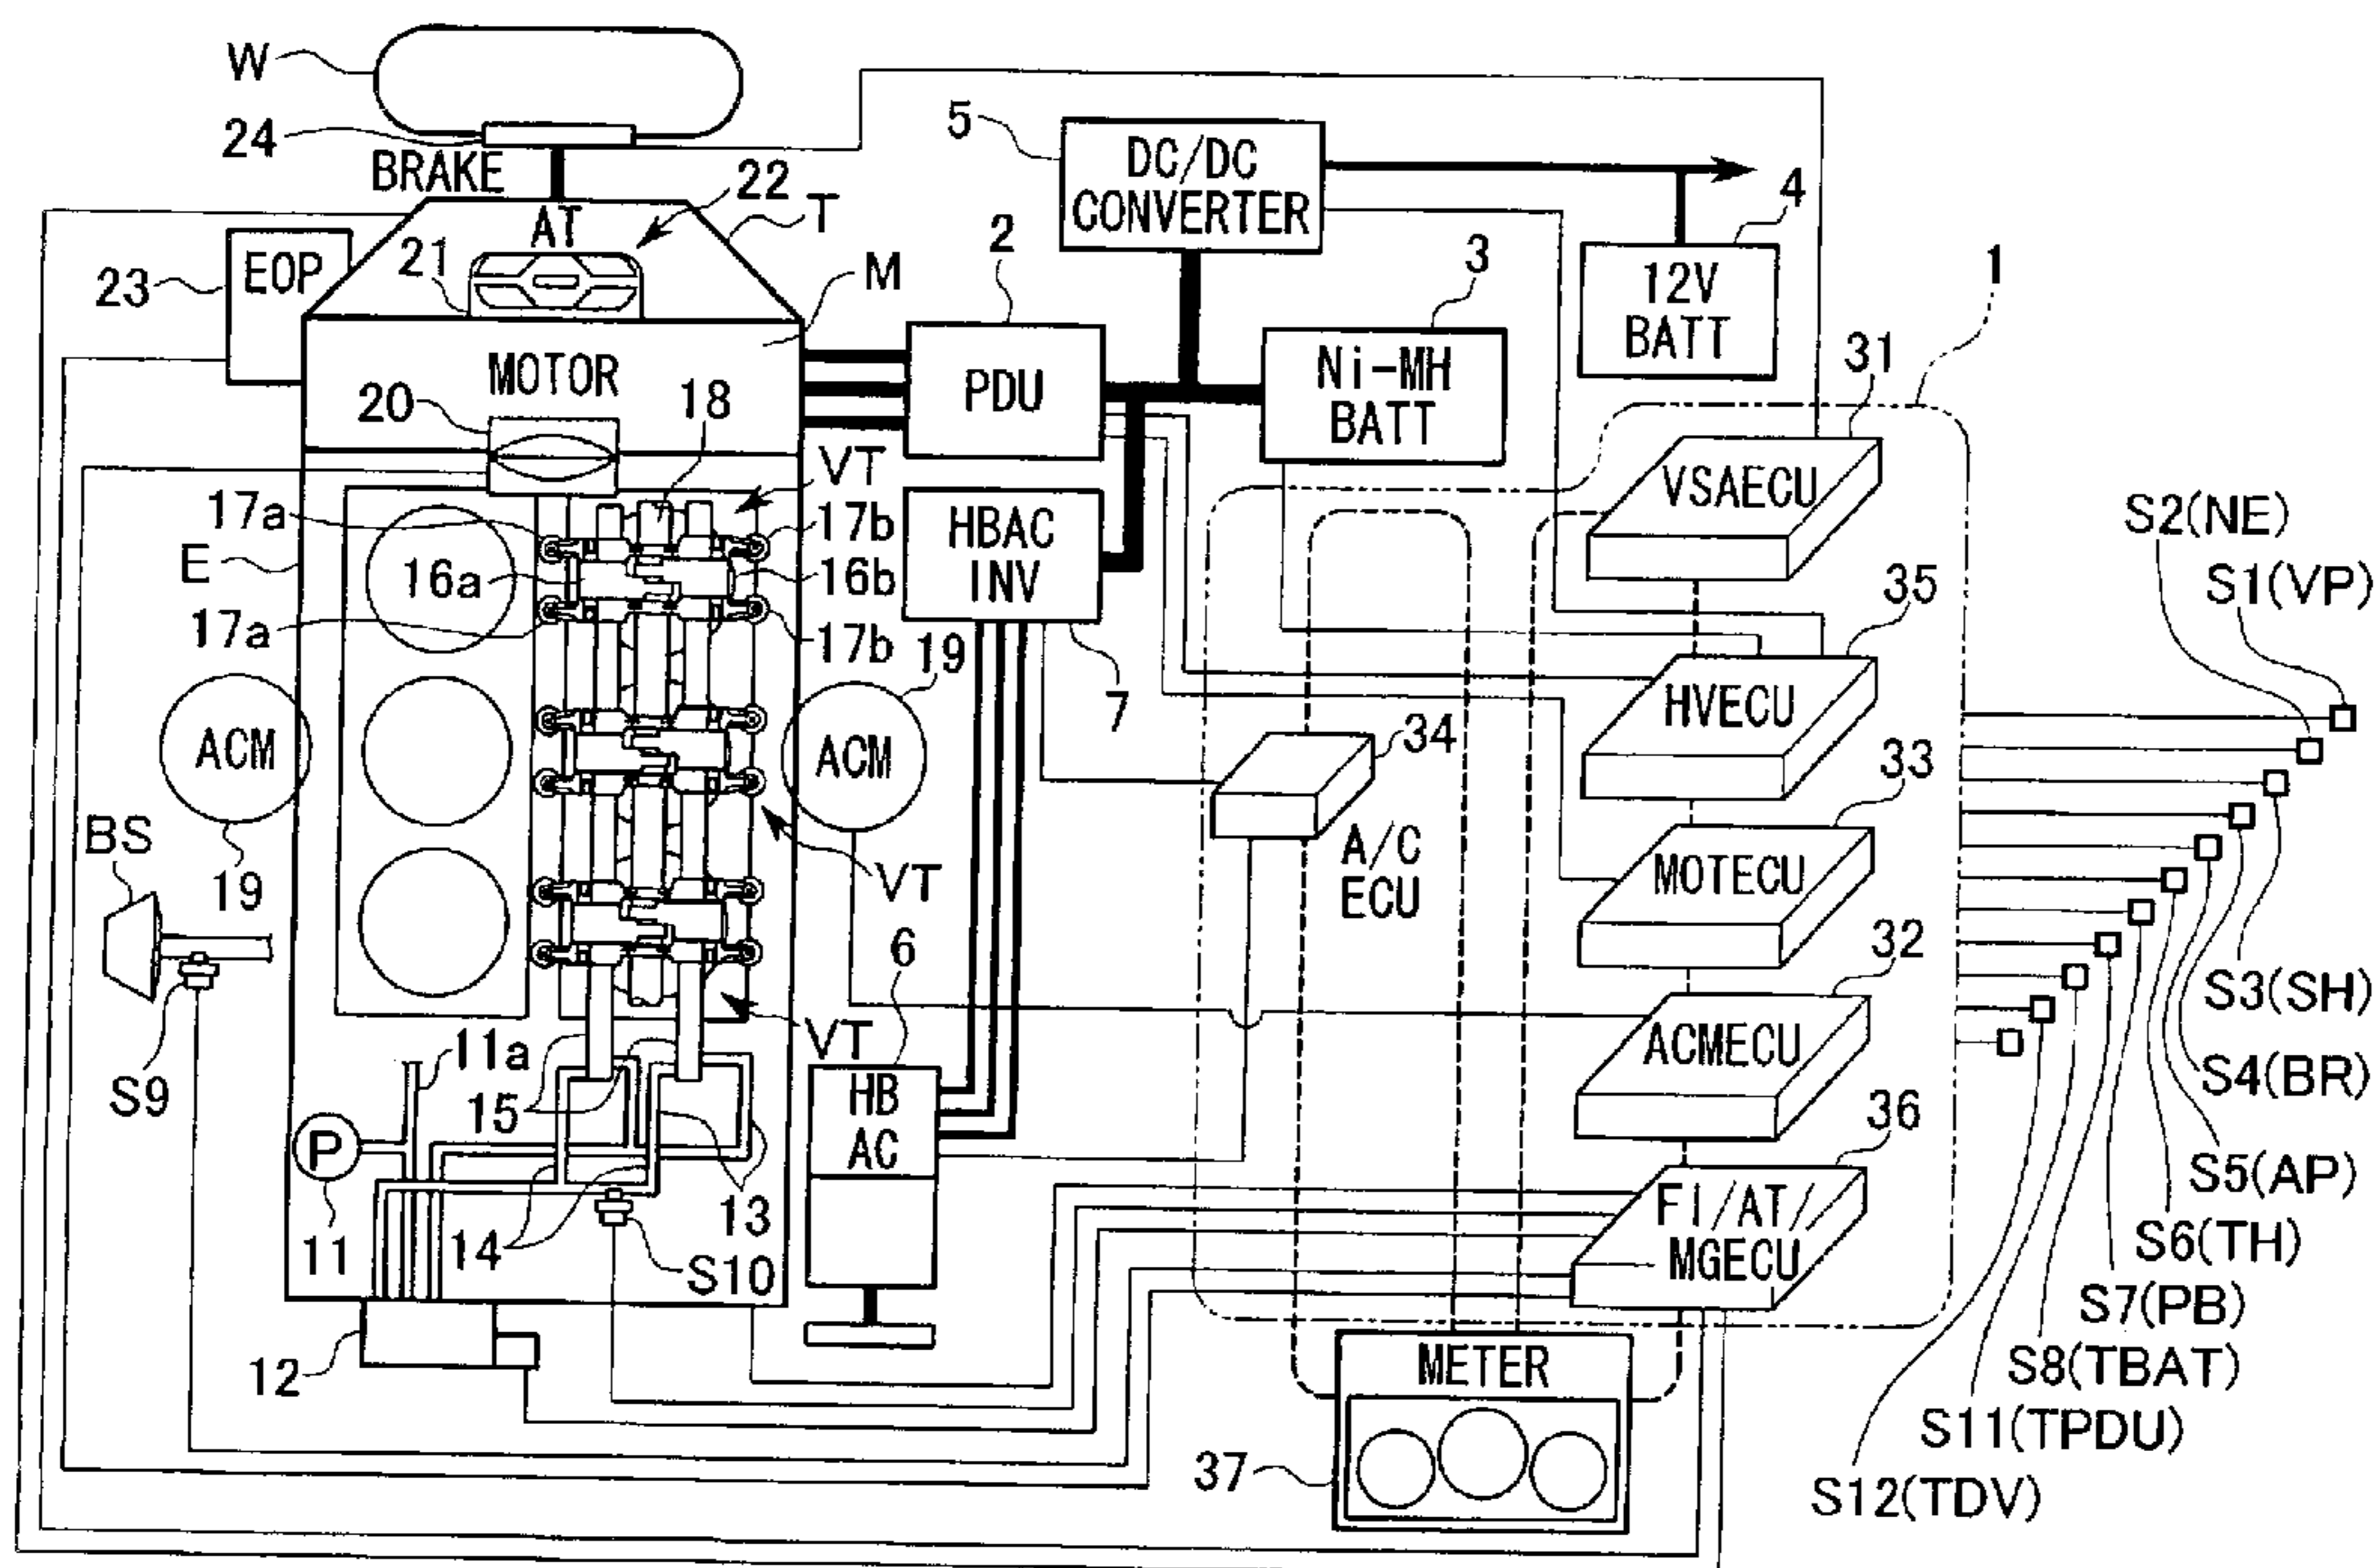 W
24
BRAKE
22
AT
T
21
EOP
23
M
MOTOR
20
18
5
DC/DC
CONVERTER
4
12V
BATT
2
PDU
3
Ni-MH
BATT
1
31
VSAECU
VT
17a
17b
E
16a
16b
17a
17b
HBAC
INV
7
19
ACM
ACM
19
BS
VT
S9
VT
11a
15
P
11
14
13
S10
12
6
HB
AC
34
A/C
ECU
35
HVECU
33
MOTECU
32
ACMECU
36
FI/AT/
MGECU
METER
37
S2(NE)
S1(VP)
S3(SH)
S4(BR)
S5(AP)
S6(TH)
S7(PB)
S8(TBAT)
S11(TPDU)
S12(TDV)